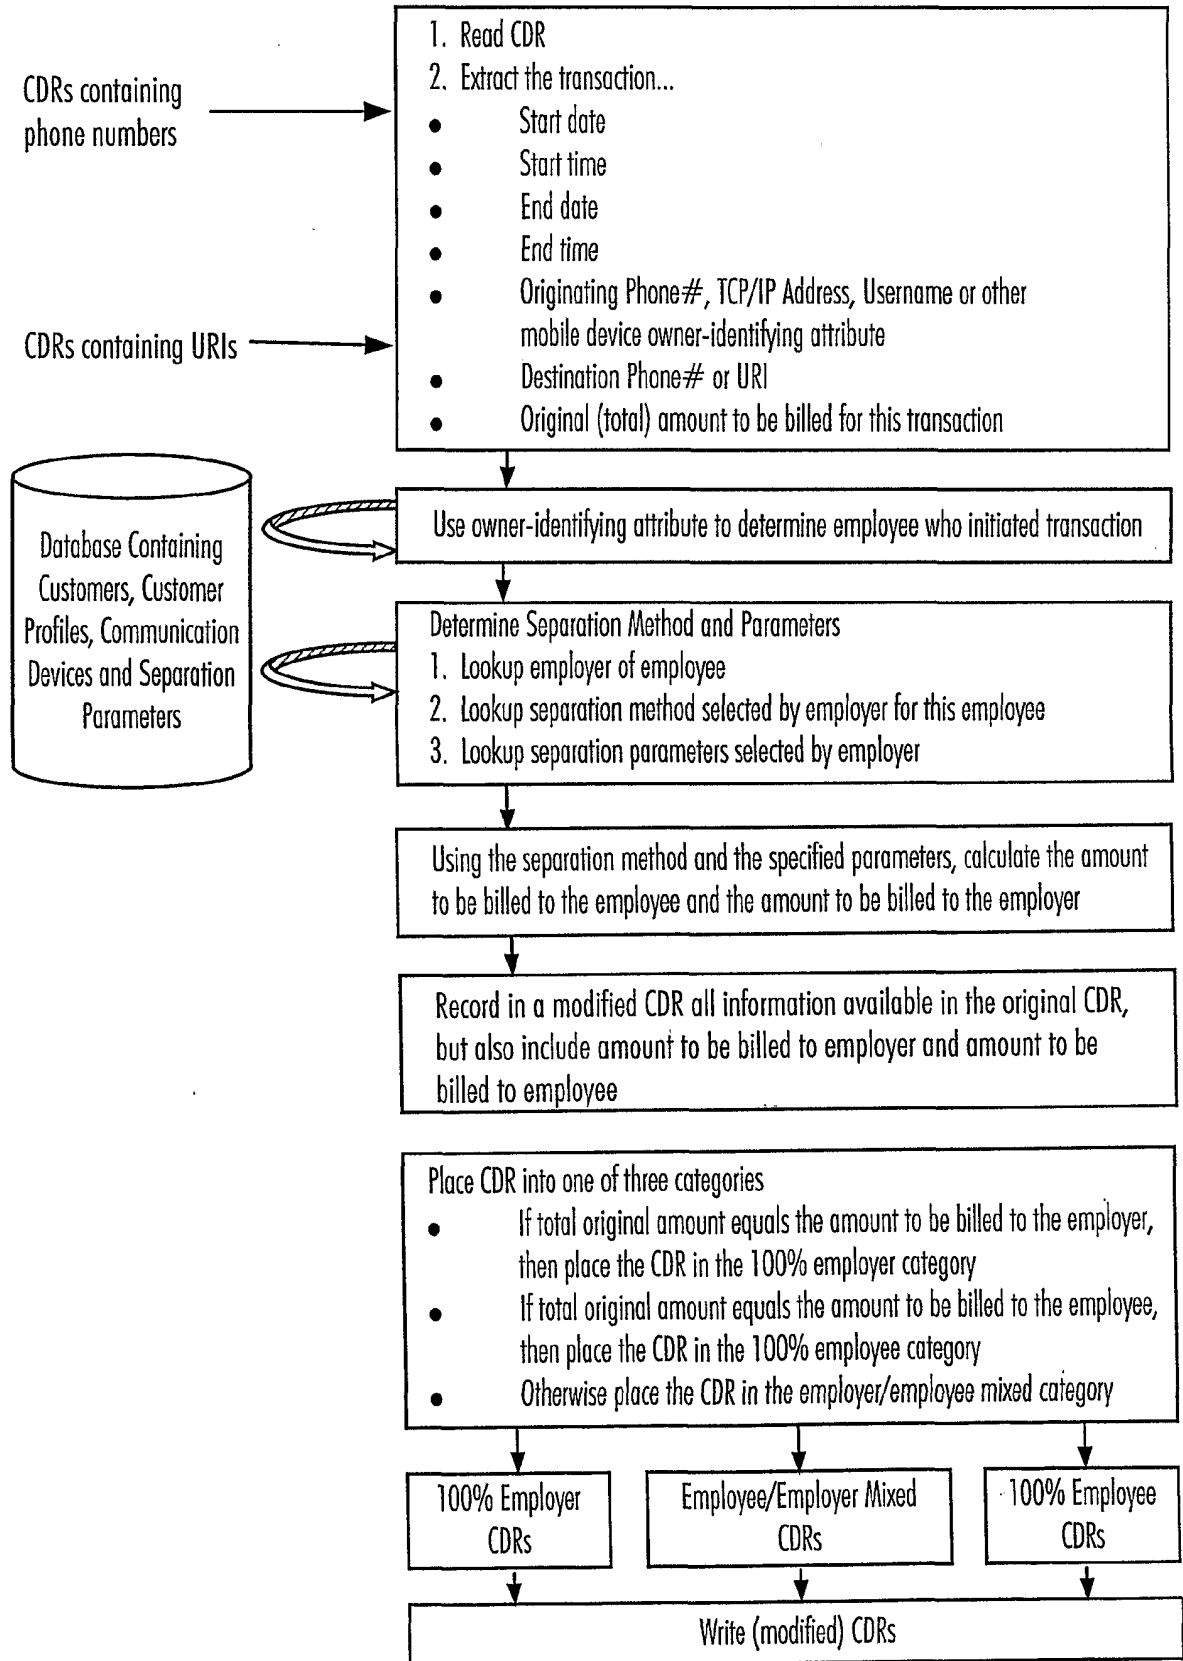 CDRs containing
phone numbers
CDRs containing URIs
1. Read CDR
2. Extract the transaction...
● Start date
● Start time
● End date
● End time
● Originating Phone#, TCP/IP Address, Username or other
mobile device owner-identifying attribute
● Destination Phone# or URI
● Original (total) amount to be billed for this transaction
Database Containing
Customers, Customer
Profiles, Communication
Devices and Separation
Parameters
Use owner-identifying attribute to determine employee who initiated transaction
Determine Separation Method and Parameters
1. Lookup employer of employee
2. Lookup separation method selected by employer for this employee
3. Lookup separation parameters selected by employer
Using the separation method and the specified parameters, calculate the amount
to be billed to the employee and the amount to be billed to the employer
Record in a modified CDR all information available in the original CDR,
but also include amount to be billed to employer and amount to be
billed to employee
Place CDR into one of three categories
● If total original amount equals the amount to be billed to the employer,
then place the CDR in the 100% employer category
● If total original amount equals the amount to be billed to the employee,
then place the CDR in the 100% employee category
● Otherwise place the CDR in the employer/employee mixed category
100% Employer
CDRs
Employee/Employer Mixed
CDRs
100% Employee
CDRs
Write (modified) CDRs